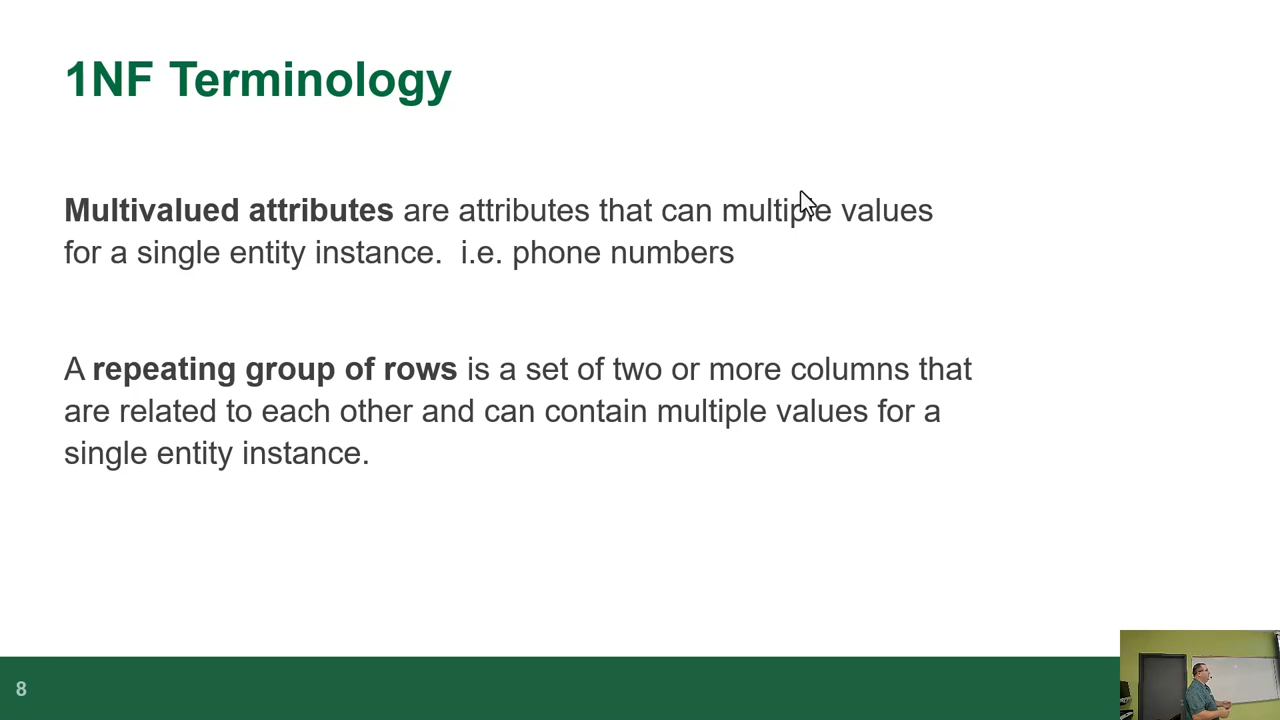 1NF Terminology
Multivalued attributes are attributes that can multiple values
for a single entity instance.  i.e. phone numbers
A repeating group of rows is a set of two or more columns that
are related to each other and can contain multiple values for a
single entity instance.
8